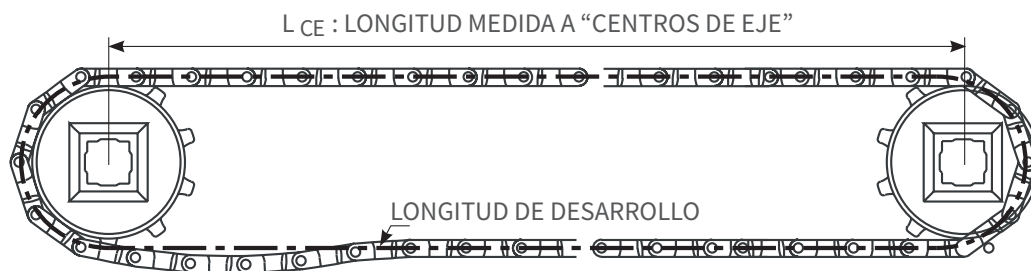 L CE : LONGITUD MEDIDA A “CENTROS DE EJE”
LONGITUD DE DESARROLLO